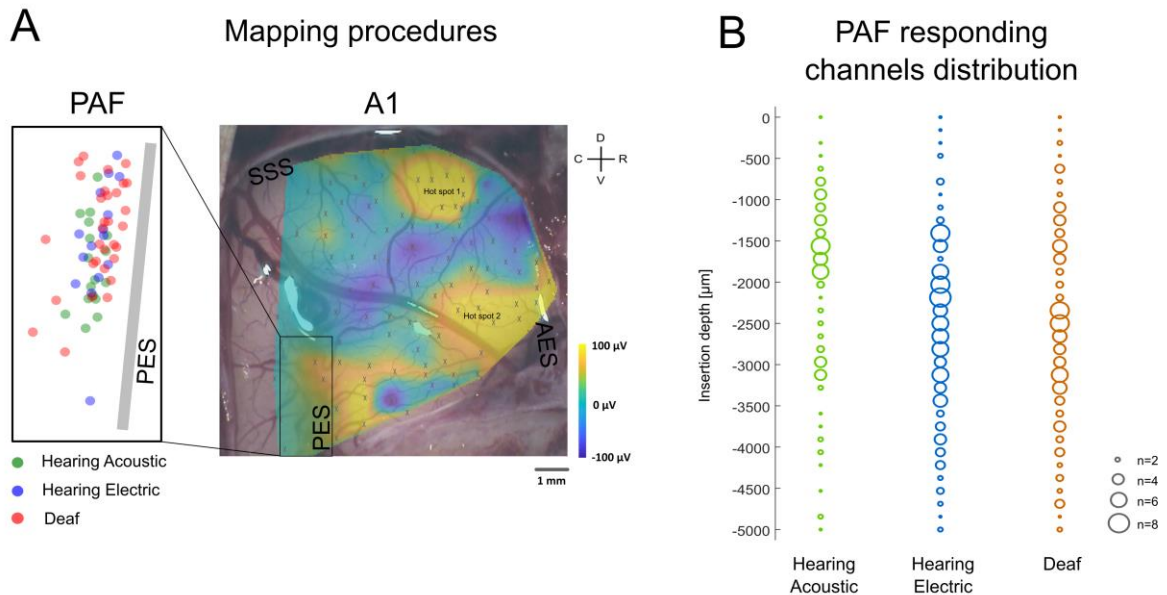 A
Mapping procedures
PAF
A1
PES
SSS
Hot spot 1
Hot spot 2
AES
PES
D
C
R
V
100 µV
0 µV
-100 µV
1 mm
Hearing Acoustic
Hearing Electric
Deaf
B
PAF responding
channels distribution
Insertion depth [µm]
0
-500
-1000
-1500
-2000
-2500
-3000
-3500
-4000
-4500
-5000
Hearing
Acoustic
Hearing
Electric
Deaf
n=2
n=4
n=6
n=8